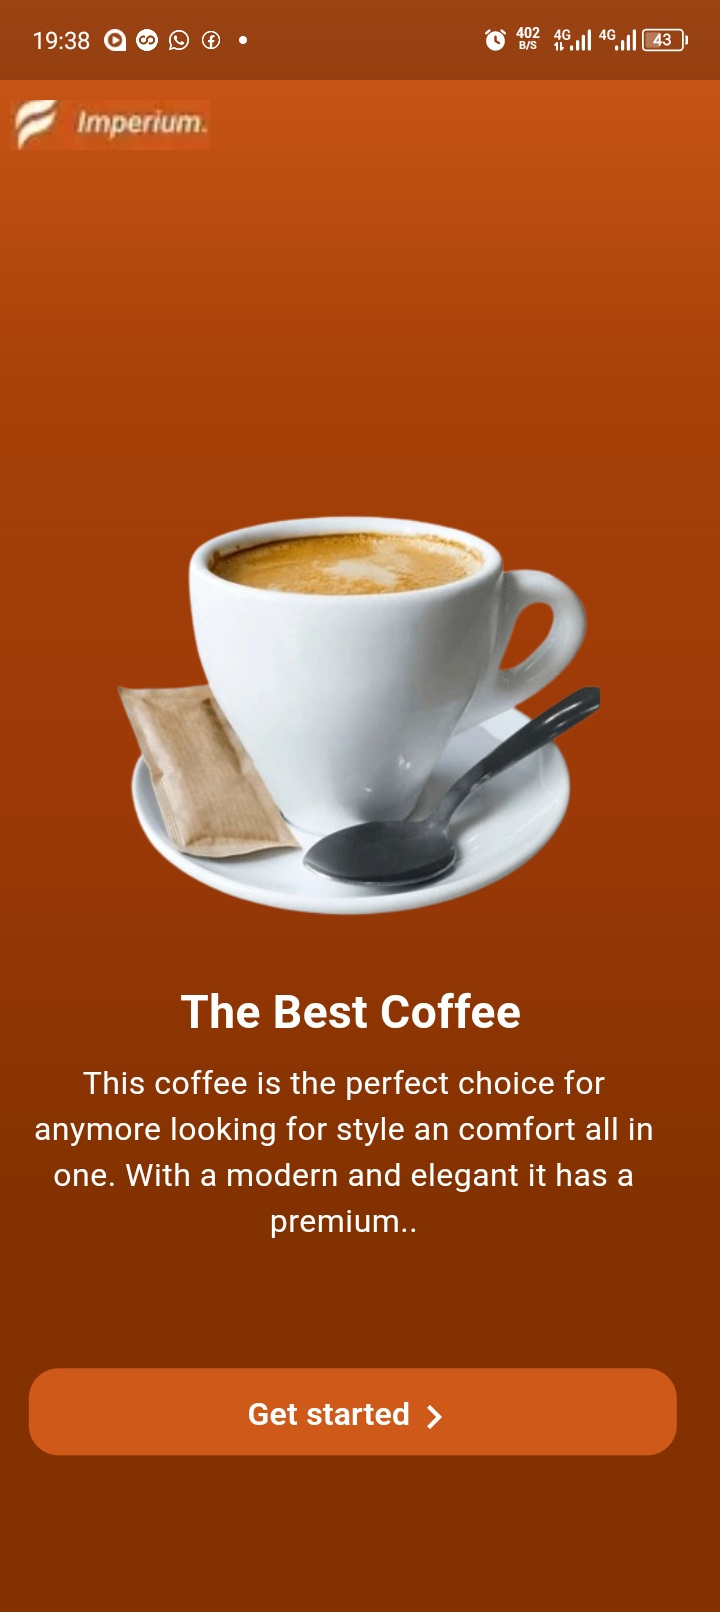 19:38
402
B/S
4G
4G
43
Imperium.
The Best Coffee
This coffee is the perfect choice for
anymore looking for style an comfort all in
one. With a modern and elegant it has a
premium..
Get started